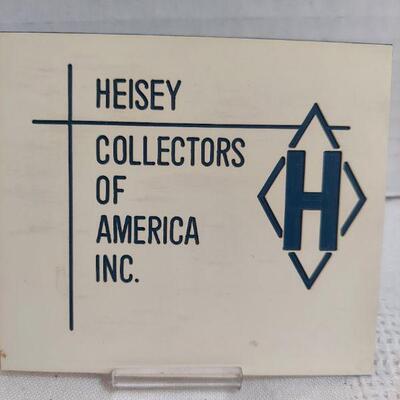 HEISEY
COLLECTORS
OF
AMERICA
INC.
H